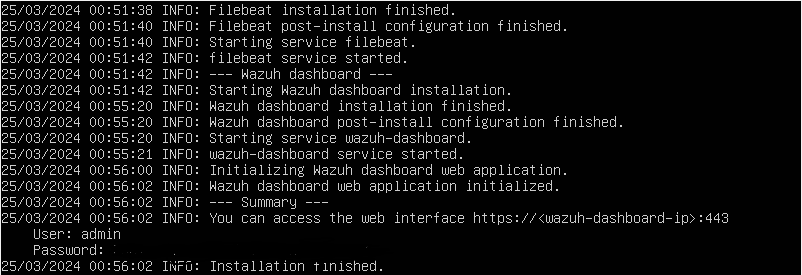 25/03/2024 00:51:38 INFO: Filebeat installation finished.
25/03/2024 00:51:40 INFO: Filebeat post-install configuration finished.
25/03/2024 00:51:40 INFO: Starting service filebeat.
25/03/2024 00:51:42 INFO: filebeat service started.
25/03/2024 00:51:42 INFO: --- Wazuh dashboard ---
25/03/2024 00:51:42 INFO: Starting Wazuh dashboard installation.
25/03/2024 00:55:20 INFO: Wazuh dashboard installation finished.
25/03/2024 00:55:20 INFO: Wazuh dashboard post-install configuration finished.
25/03/2024 00:55:20 INFO: Starting service wazuh-dashboard.
25/03/2024 00:55:21 INFO: wazuh-dashboard service started.
25/03/2024 00:56:00 INFO: Initializing Wazuh dashboard web application.
25/03/2024 00:56:02 INFO: Wazuh dashboard web application initialized.
25/03/2024 00:56:02 INFO: --- Summary ---
25/03/2024 00:56:02 INFO: You can access the web interface https://<wazuh-dashboard-ip>:443
User: admin
Password:
25/03/2024 00:56:02 INFO: Installation finished.